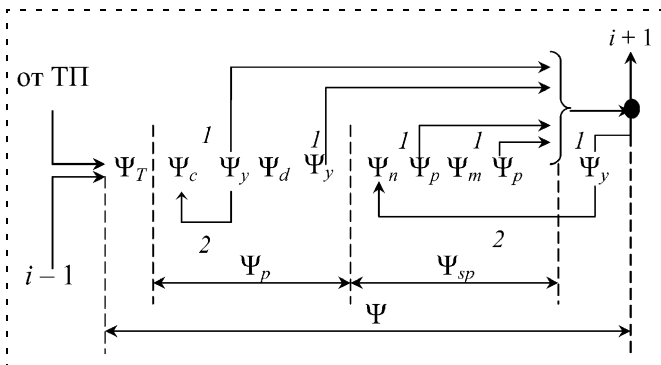 i + 1
от ТП
1 1 1 1 1
Ψ_T Ψ_c Ψ_y Ψ_d Ψ_y Ψ_n Ψ_p Ψ_m Ψ_p Ψ_y
2 2
i – 1 Ψ_p Ψ_sp
Ψ